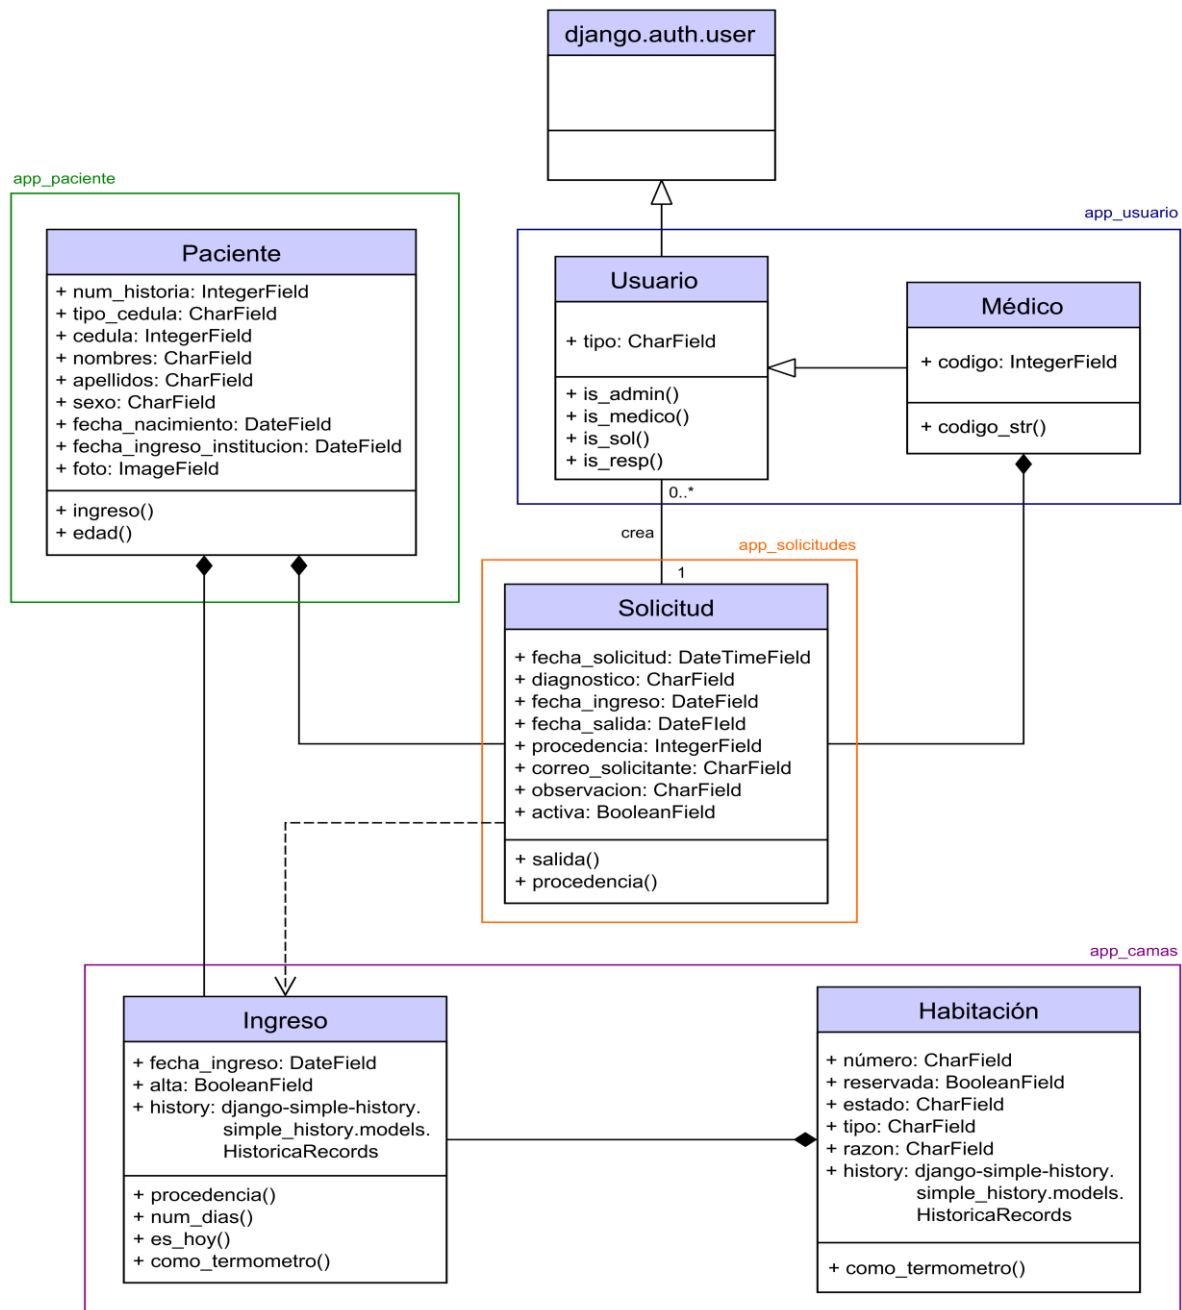 django.auth.user
app_paciente
Paciente
+ num_historia: IntegerField
+ tipo_cedula: CharField
+ cedula: IntegerField
+ nombres: CharField
+ apellidos: CharField
+ sexo: CharField
+ fecha_nacimiento: DateField
+ fecha_ingreso_institucion: DateField
+ foto: ImageField
+ ingreso()
+ edad()
app_usuario
Usuario
+ tipo: CharField
+ is_admin()
+ is_medico()
+ is_sol()
+ is_resp()
Médico
+ codigo: IntegerField
+ codigo_str()
0..*
crea
1
app_solicitudes
Solicitud
+ fecha_solicitud: DateTimeField
+ diagnostico: CharField
+ fecha_ingreso: DateField
+ fecha_salida: DateFIeld
+ procedencia: IntegerField
+ correo_solicitante: CharField
+ observacion: CharField
+ activa: BooleanField
+ salida()
+ procedencia()
app_camas
Ingreso
+ fecha_ingreso: DateField
+ alta: BooleanField
+ history: django-simple-history.
simple_history.models.
HistoricaRecords
+ procedencia()
+ num_dias()
+ es_hoy()
+ como_termometro()
Habitación
+ número: CharField
+ reservada: BooleanField
+ estado: CharField
+ tipo: CharField
+ razon: CharField
+ history: django-simple-history.
simple_history.models.
HistoricaRecords
+ como_termometro()